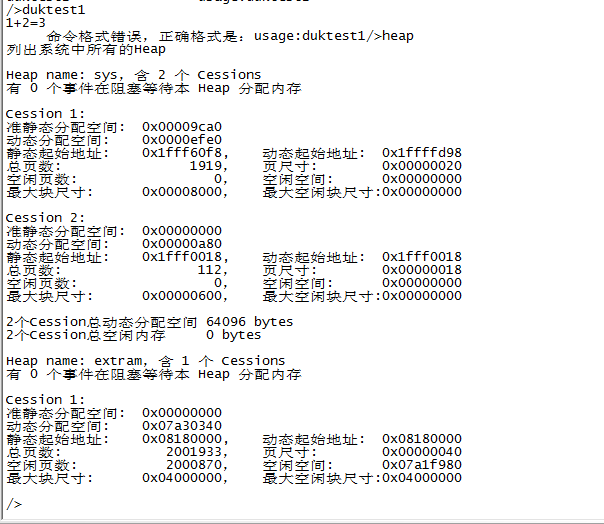 />duktest1
1+2=3
命令格式错误，正确格式是：usage:duktest1/>heap
列出系统中所有的Heap
Heap name: sys，含 2 个 Cessions
有 0 个事件在阻塞等待本 Heap 分配内存
Cession 1:
准静态分配空间: 0x00009ca0
动态分配空间: 0x0000efe0
静态起始地址: 0x1fff60f8， 动态起始地址: 0x1ffffd98
总页数: 1919， 页尺寸: 0x00000020
空闲页数: 0， 空闲空间: 0x00000000
最大块尺寸: 0x00008000， 最大空闲块尺寸:0x00000000
Cession 2:
准静态分配空间: 0x00000000
动态分配空间: 0x00000a80
静态起始地址: 0x1fff0018， 动态起始地址: 0x1fff0018
总页数: 112， 页尺寸: 0x00000018
空闲页数: 0， 空闲空间: 0x00000000
最大块尺寸: 0x00000600， 最大空闲块尺寸:0x00000000
2个Cession总动态分配空间 64096 bytes
2个Cession总空闲内存 0 bytes
Heap name: extram，含 1 个 Cessions
有 0 个事件在阻塞等待本 Heap 分配内存
Cession 1:
准静态分配空间: 0x00000000
动态分配空间: 0x07a30340
静态起始地址: 0x08180000， 动态起始地址: 0x08180000
总页数: 2001933， 页尺寸: 0x00000040
空闲页数: 2000870， 空闲空间: 0x07a1f980
最大块尺寸: 0x04000000， 最大空闲块尺寸:0x04000000
/>